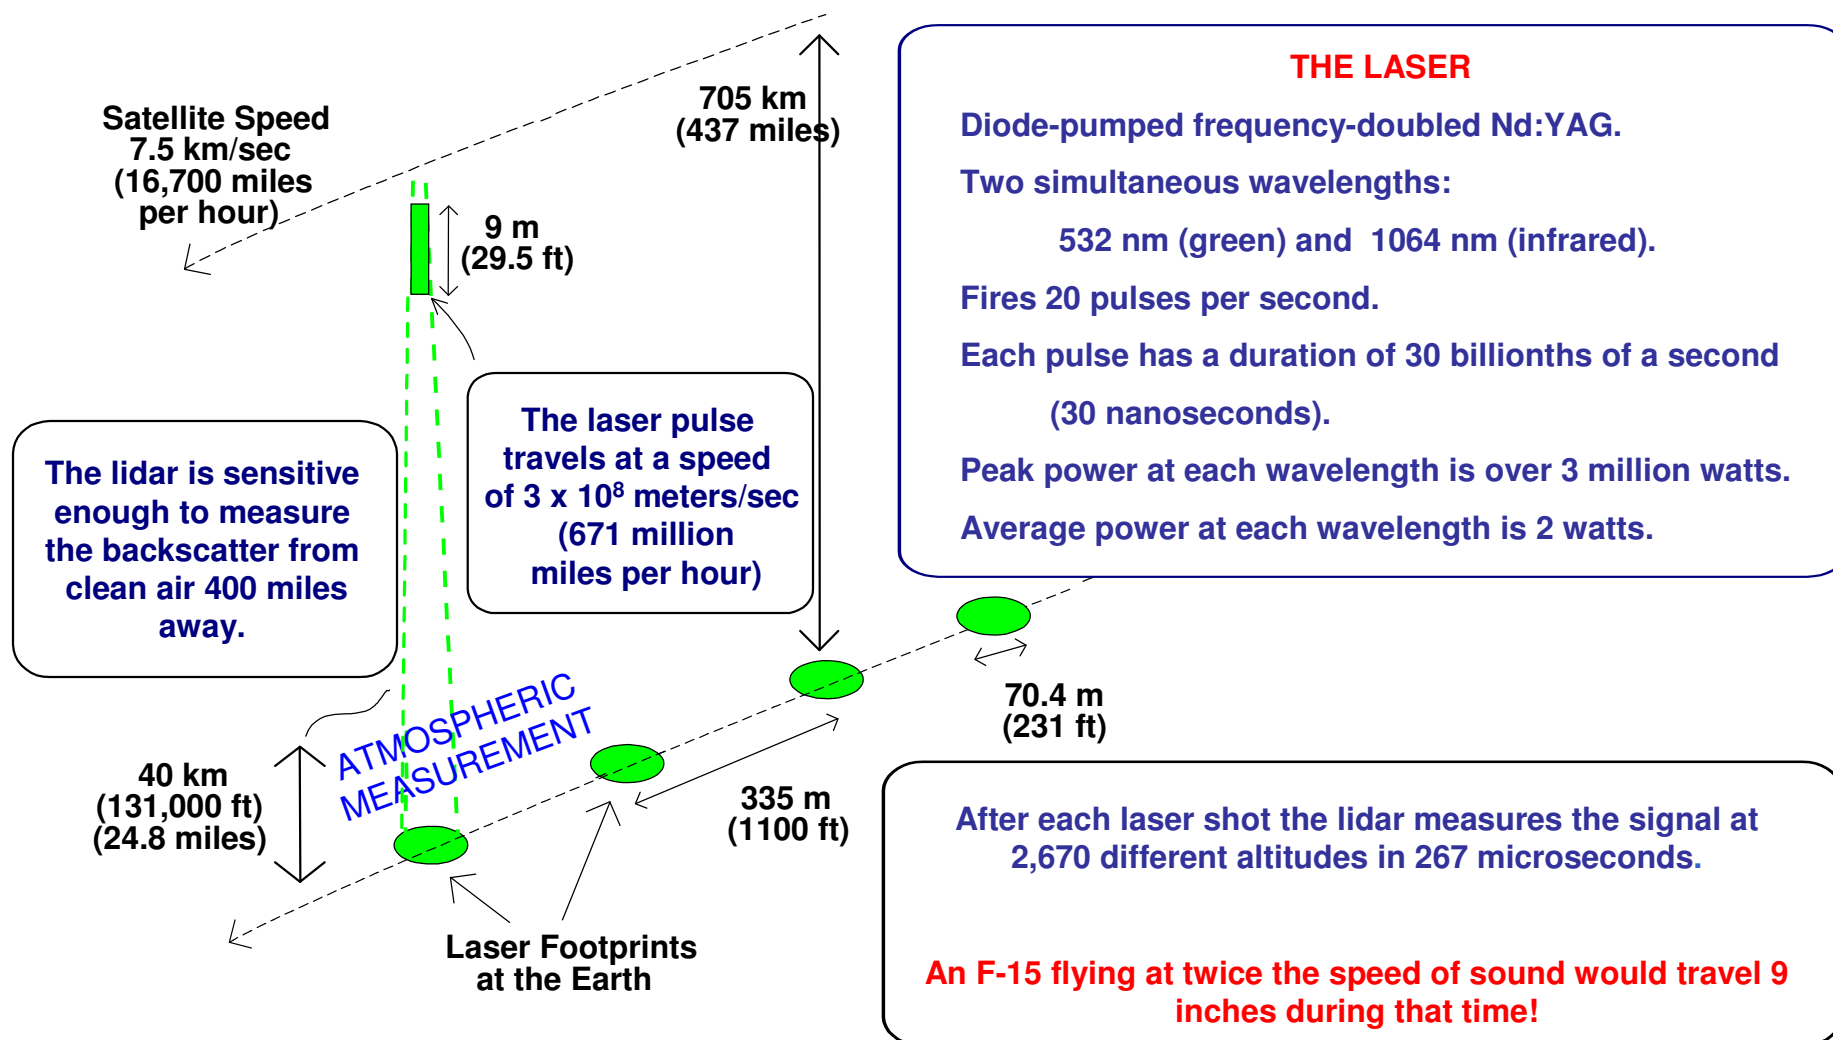 Satellite Speed
7.5 km/sec
(16,700 miles
per hour)
705 km
(437 miles)
9 m
(29.5 ft)
The laser pulse
travels at a speed
of 3 x 10⁸ meters/sec
(671 million
miles per hour)
The lidar is sensitive
enough to measure
the backscatter from
clean air 400 miles
away.
ATMOSPHERIC
MEASUREMENT
40 km
(131,000 ft)
(24.8 miles)
Laser Footprints
at the Earth
335 m
(1100 ft)
70.4 m
(231 ft)
THE LASER
Diode-pumped frequency-doubled Nd:YAG.
Two simultaneous wavelengths:
532 nm (green) and 1064 nm (infrared).
Fires 20 pulses per second.
Each pulse has a duration of 30 billionths of a second
(30 nanoseconds).
Peak power at each wavelength is over 3 million watts.
Average power at each wavelength is 2 watts.
After each laser shot the lidar measures the signal at
2,670 different altitudes in 267 microseconds.
An F-15 flying at twice the speed of sound would travel 9
inches during that time!